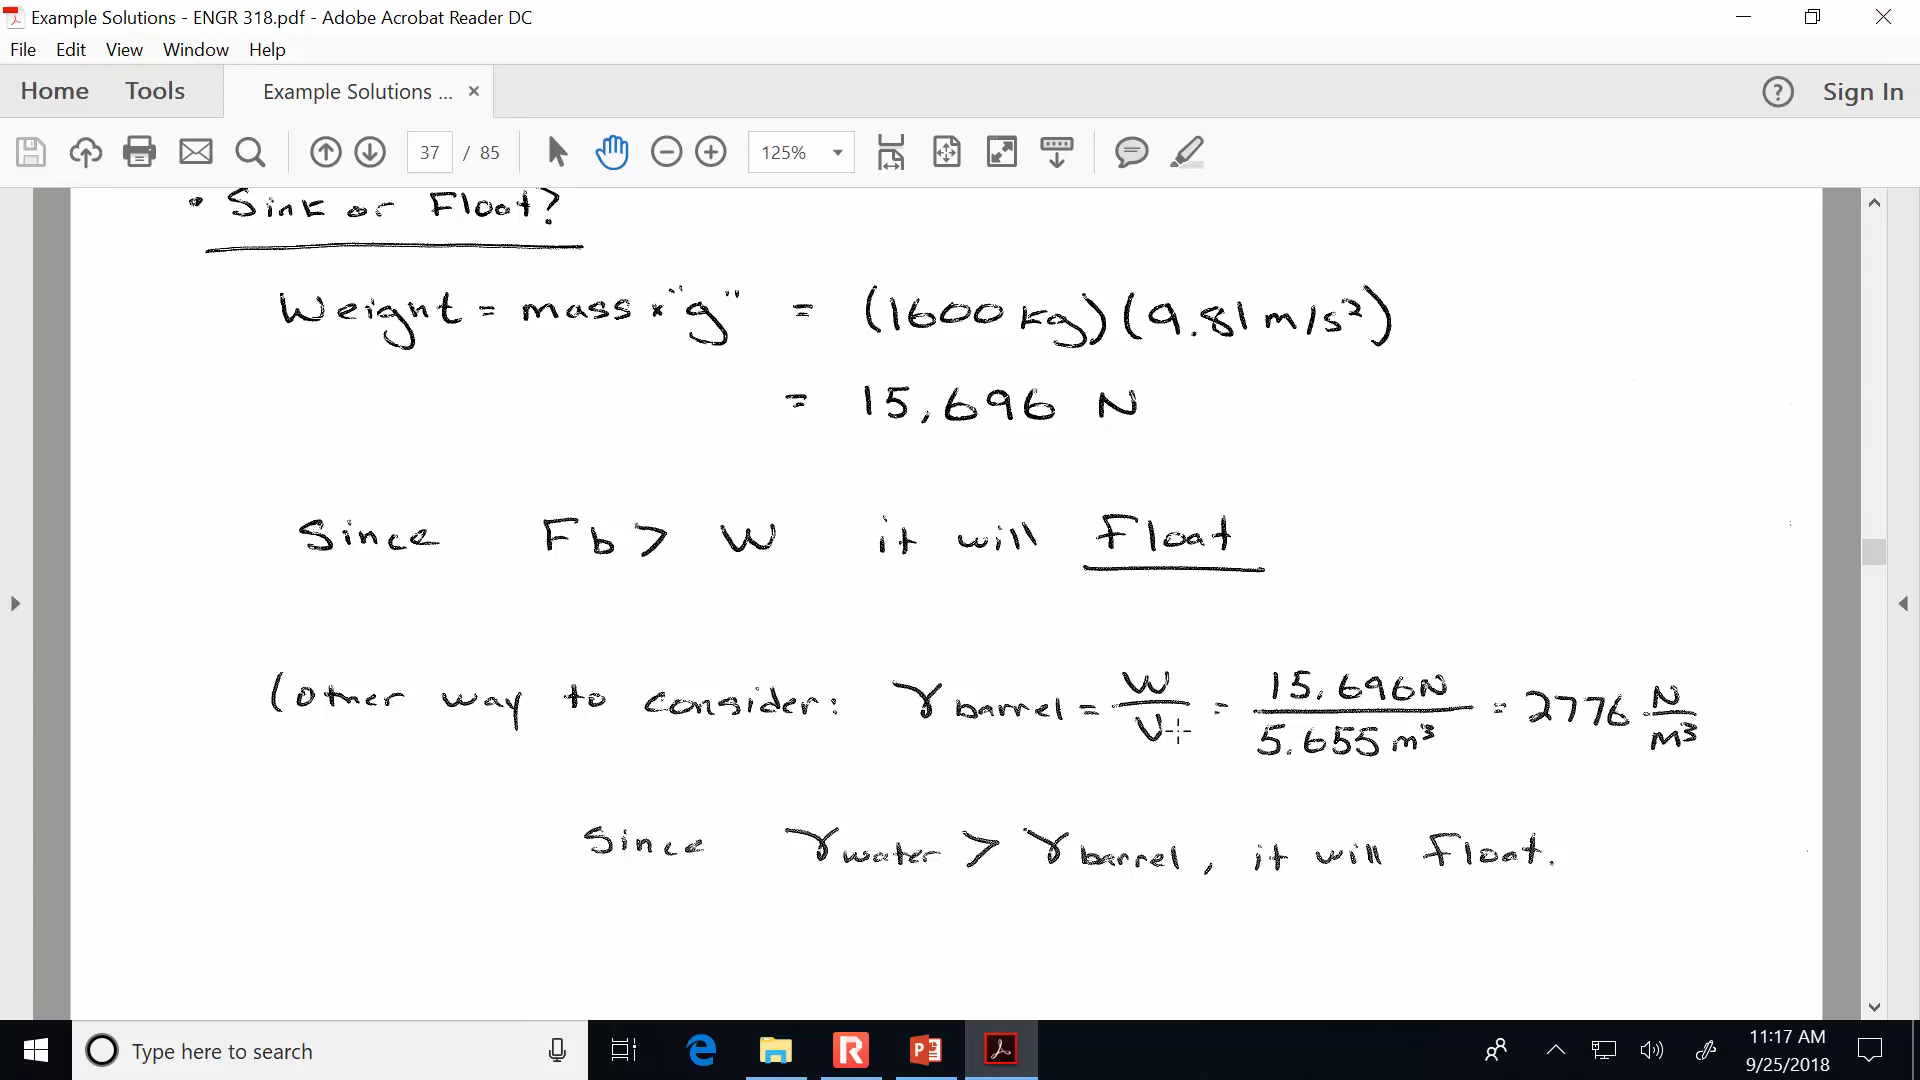 Example Solutions - ENGR 318.pdf - Adobe Acrobat Reader DC
File Edit View Window Help
Home Tools Example Solutions ... × ? Sign In
37 / 85 125%
• Sink or Float?
Weight = mass × "g" = (1600 kg)(9.81 m/s²)
= 15,696 N
Since Fb > W it will Float
(Other way to consider: γ barrel = W/V = 15,696N/5.655 m³ = 2776 N/m³
Since γ water > γ barrel, it will float.
Type here to search
11:17 AM
9/25/2018